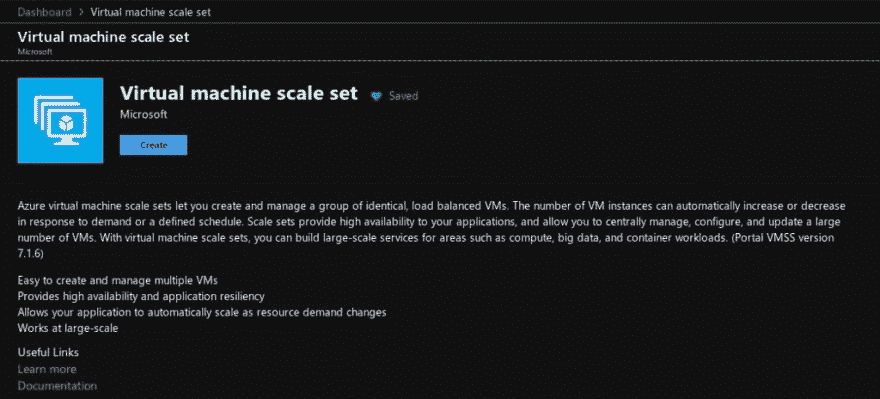 Dashboard > Virtual machine scale set
Virtual machine scale set
Microsoft
Virtual machine scale set Saved
Microsoft
Create
Azure virtual machine scale sets let you create and manage a group of identical, load balanced VMs. The number of VM instances can automatically increase or decrease
in response to demand or a defined schedule. Scale sets provide high availability to your applications, and allow you to centrally manage, configure, and update a large
number of VMs. With virtual machine scale sets, you can build large-scale services for areas such as compute, big data, and container workloads. (Portal VMSS version
7.1.6)
Easy to create and manage multiple VMs
Provides high availability and application resiliency
Allows your application to automatically scale as resource demand changes
Works at large-scale
Useful Links
Learn more
Documentation